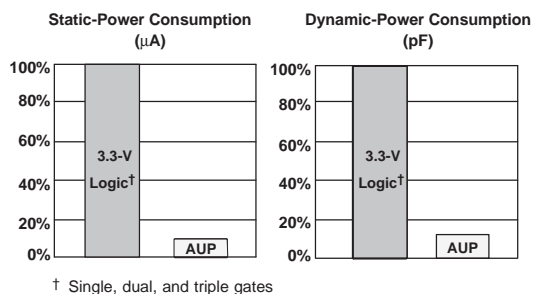 Static-Power Consumption
(μA)
100%
80%
60%
40%
20%
0%
3.3-V
Logic†
AUP
Dynamic-Power Consumption
(pF)
100%
80%
60%
40%
20%
0%
3.3-V
Logic†
AUP
† Single, dual, and triple gates